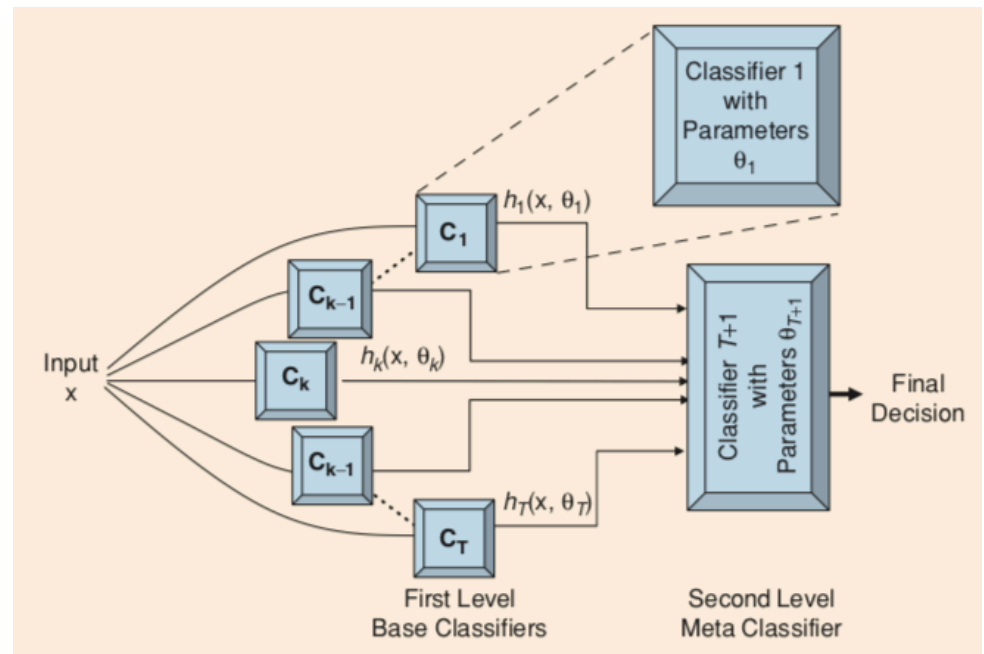 Classifier 1
with
Parameters
θ1
h1(x, θ1)
C1
Ck–1
Input
x
Ck
hk(x, θk)
Classifier T+1
with
Parameters θT+1
Final
Decision
Ck–1
hT(x, θT)
CT
First Level
Base Classifiers
Second Level
Meta Classifier